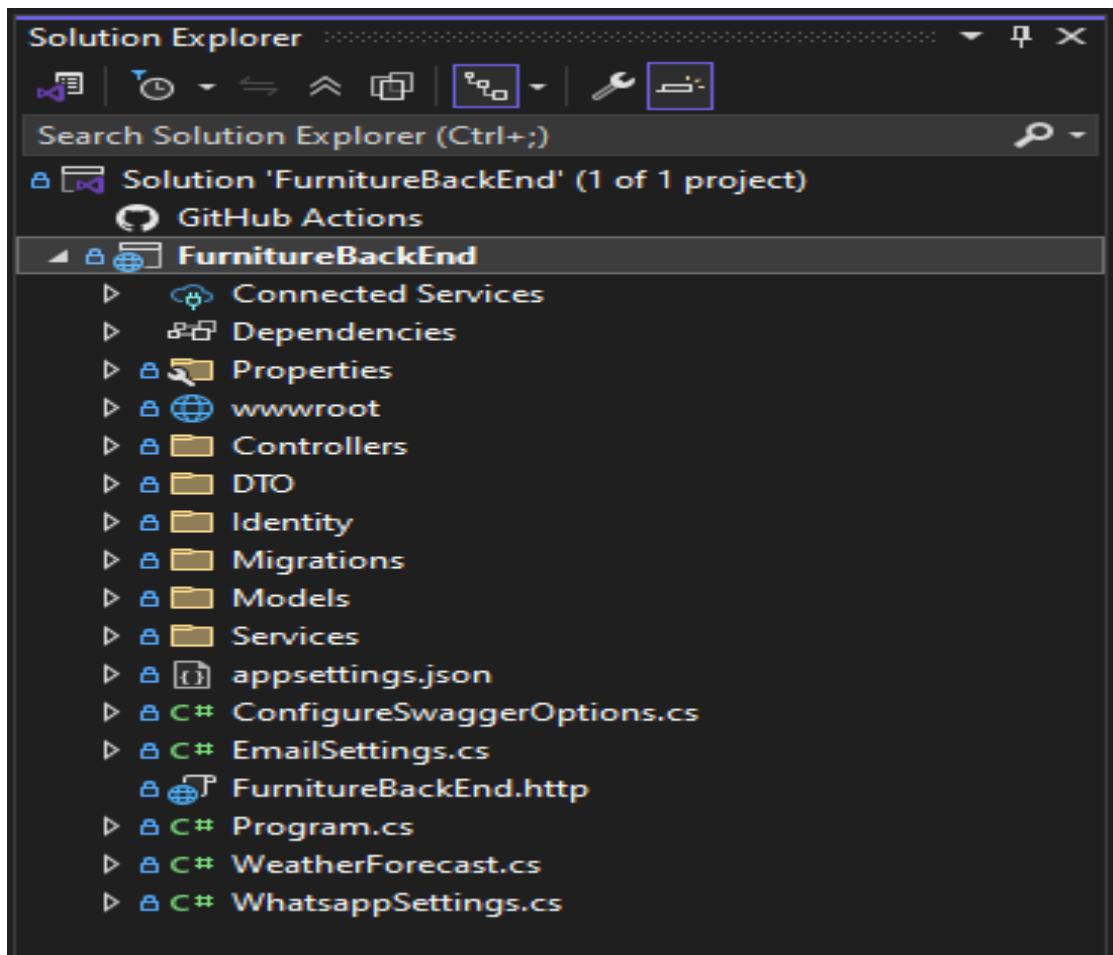 Solution Explorer
Search Solution Explorer (Ctrl+;)
Solution 'FurnitureBackEnd' (1 of 1 project)
GitHub Actions
FurnitureBackEnd
Connected Services
Dependencies
Properties
wwwroot
Controllers
DTO
Identity
Migrations
Models
Services
appsettings.json
C# ConfigureSwaggerOptions.cs
C# EmailSettings.cs
FurnitureBackEnd.http
C# Program.cs
C# WeatherForecast.cs
C# WhatsappSettings.cs